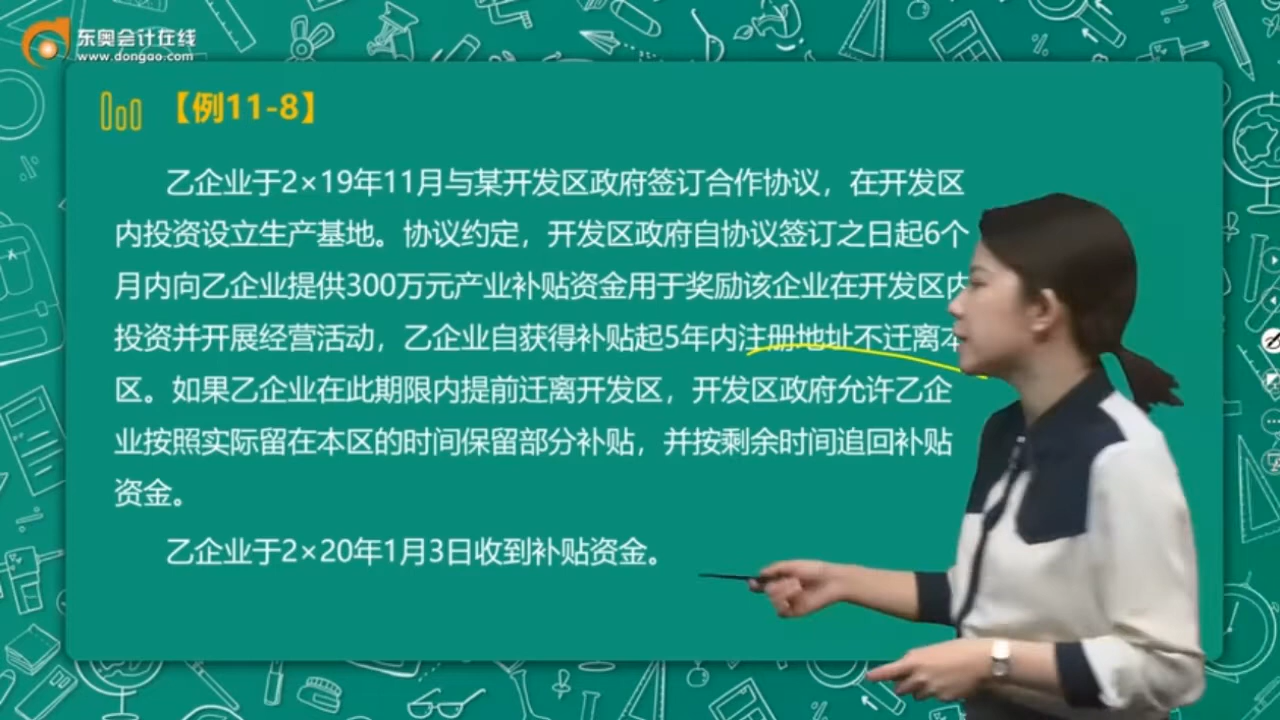 东奥会计在线
www.dongao.com
【例11-8】
乙企业于2×19年11月与某开发区政府签订合作协议，在开发区
内投资设立生产基地。协议约定，开发区政府自协议签订之日起6个
月内向乙企业提供300万元产业补贴资金用于奖励该企业在开发区内
投资并开展经营活动，乙企业自获得补贴起5年内注册地址不迁离本
区。如果乙企业在此期限内提前迁离开发区，开发区政府允许乙企
业按照实际留在本区的时间保留部分补贴，并按剩余时间追回补贴
资金。
乙企业于2×20年1月3日收到补贴资金。